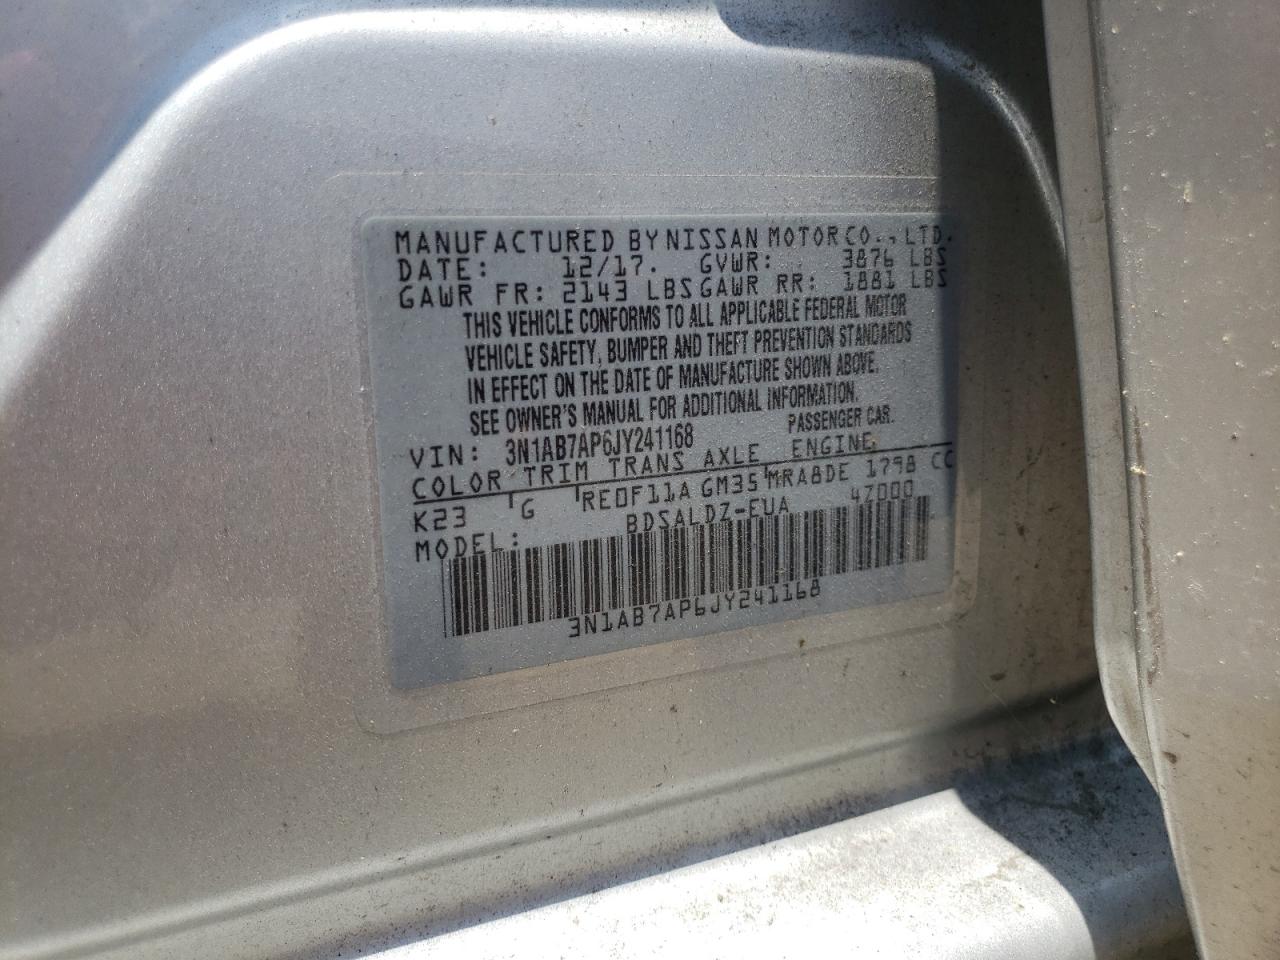 MANUFACTURED BY NISSAN MOTOR CO., LTD.
DATE: 12/17. GVWR: 3876 LBS
GAWR FR: 2143 LBS GAWR RR: 1881 LBS
THIS VEHICLE CONFORMS TO ALL APPLICABLE FEDERAL MOTOR
VEHICLE SAFETY, BUMPER AND THEFT PREVENTION STANDARDS
IN EFFECT ON THE DATE OF MANUFACTURE SHOWN ABOVE.
SEE OWNER'S MANUAL FOR ADDITIONAL INFORMATION.
VIN: 3N1AB7AP6JY241168 PASSENGER CAR.
COLOR TRIM TRANS AXLE ENGINE
K23 G RE0F11A GM35 MRA8DE 1798 CC
MODEL: BDSALDZ-EUA 4Z000
3N1AB7AP6JY241168